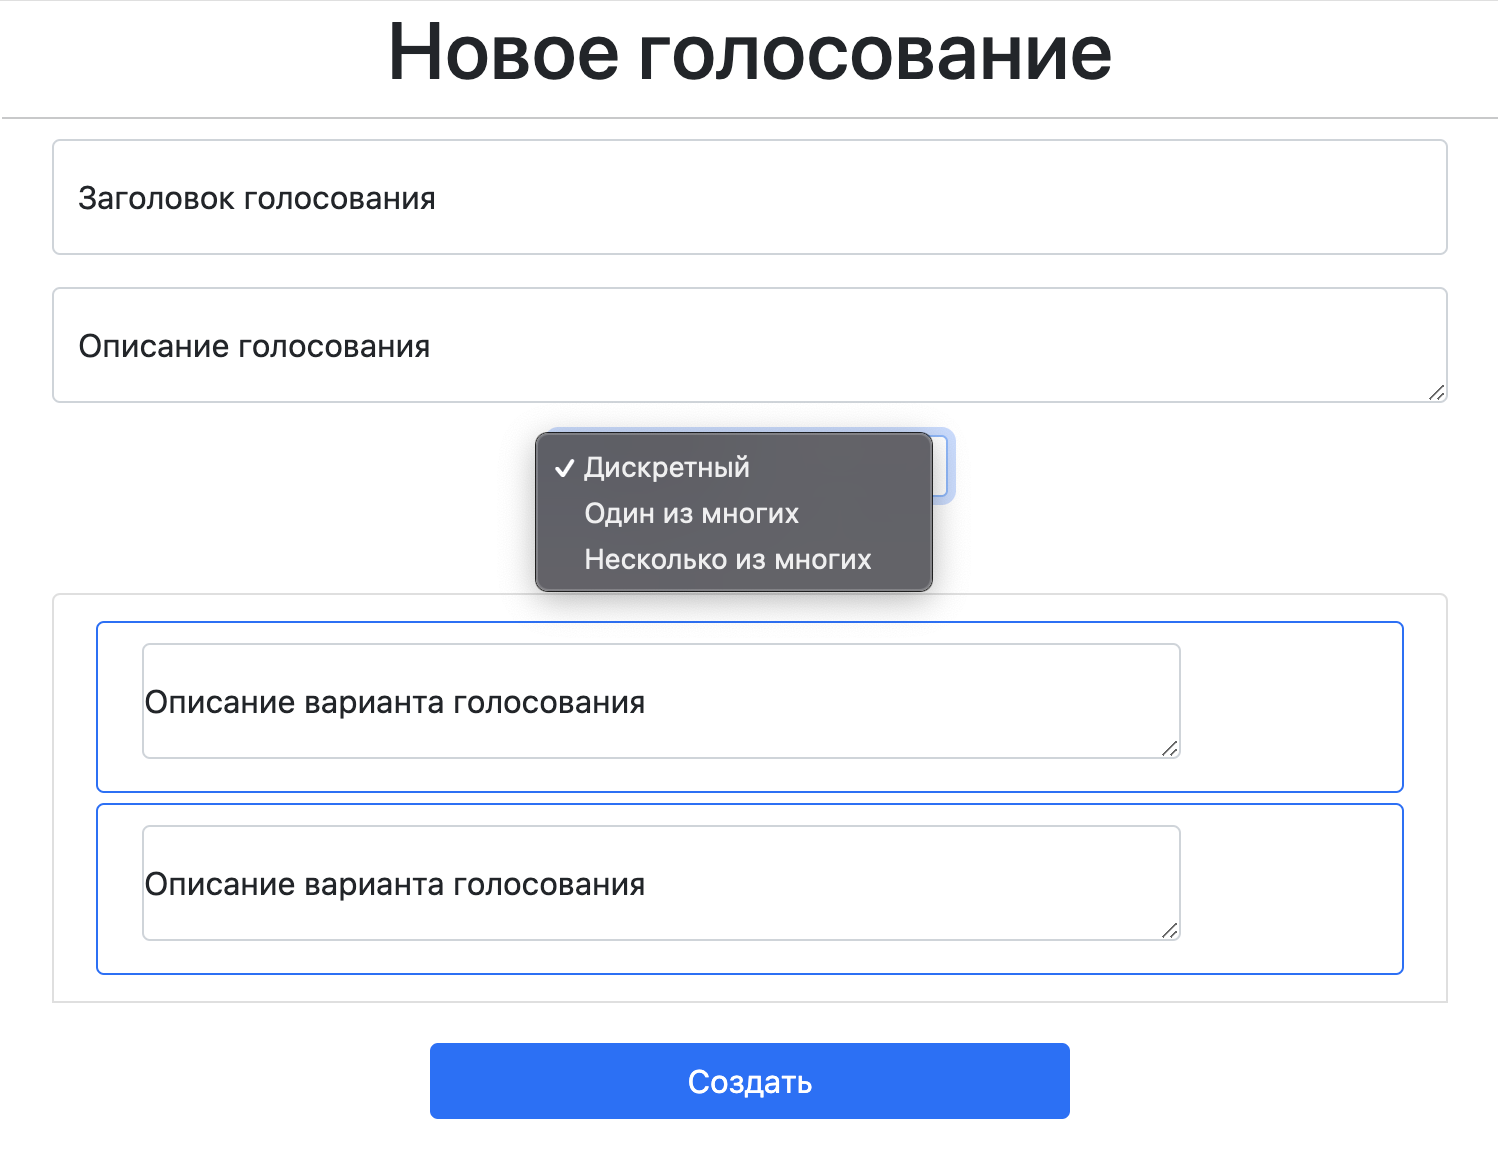 Новое голосование
Заголовок голосования
Описание голосования
Дискретный
Один из многих
Несколько из многих
Описание варианта голосования
Описание варианта голосования
Создать